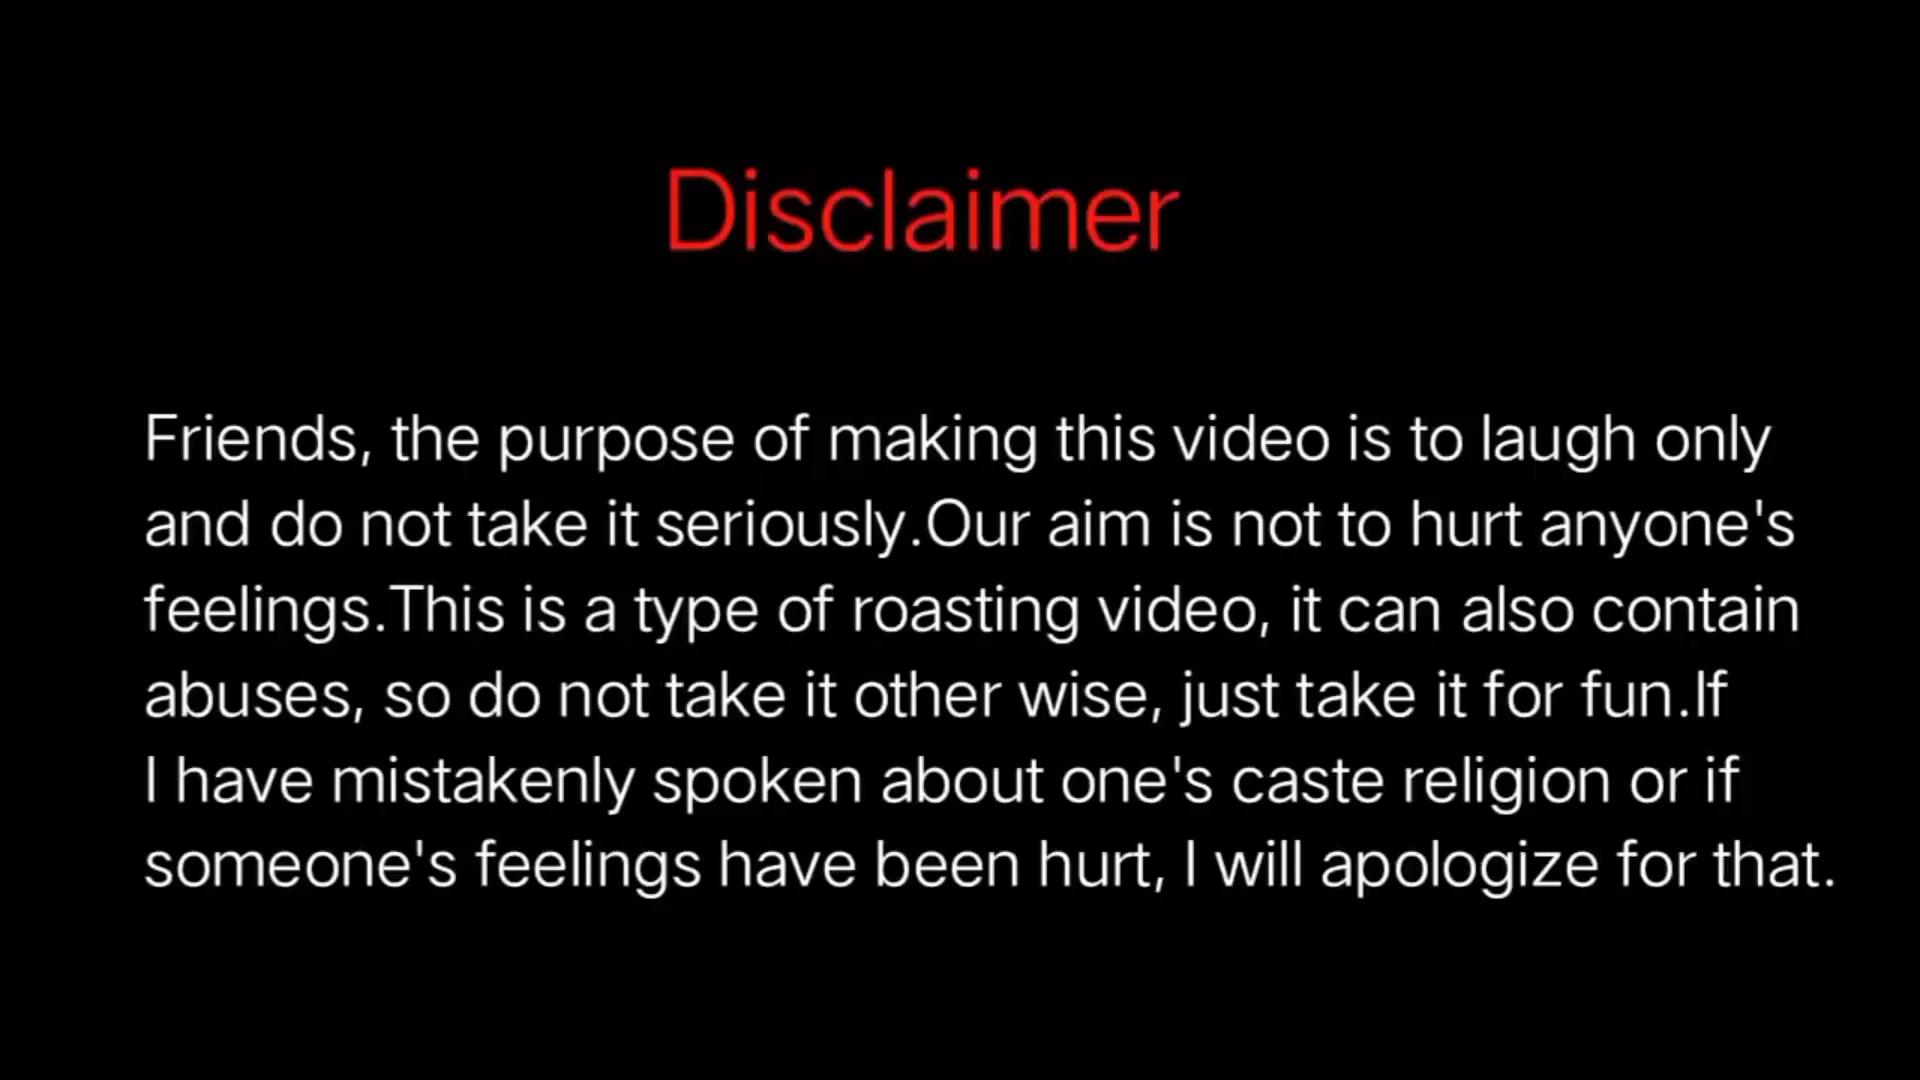 Disclaimer
Friends, the purpose of making this video is to laugh only
and do not take it seriously.Our aim is not to hurt anyone's
feelings.This is a type of roasting video, it can also contain
abuses, so do not take it other wise, just take it for fun.If
I have mistakenly spoken about one's caste religion or if
someone's feelings have been hurt, I will apologize for that.